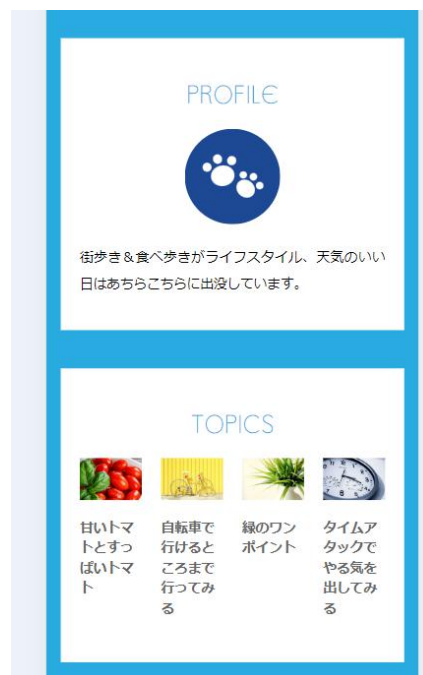 PROFILE
街歩き＆食べ歩きがライフスタイル、天気のいい
日はあちらこちらに出没しています。
TOPICS
甘いトマ
トとすっ
ぱいトマ
ト
自転車で
行けると
ころまで
行ってみ
る
緑のワン
ポイント
タイムア
タックで
やる気を
出してみ
る